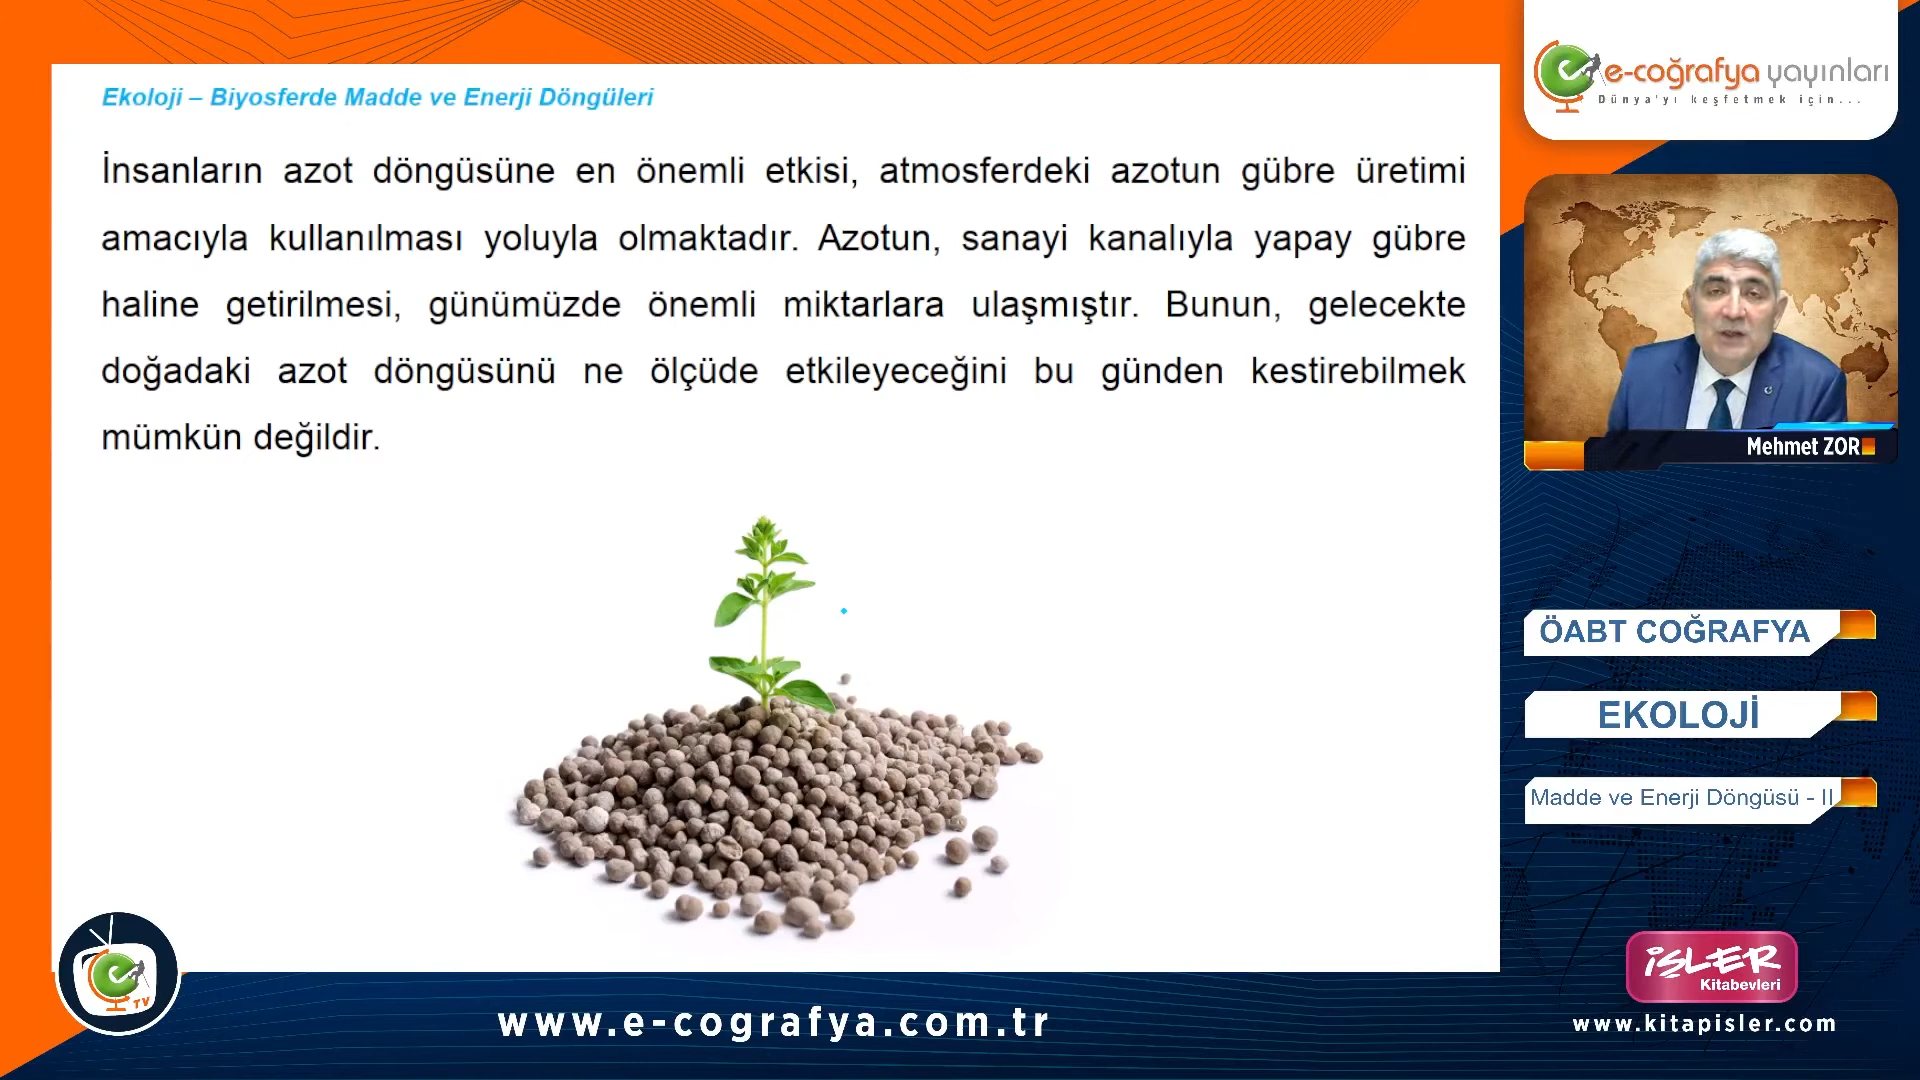 Ekoloji – Biyosferde Madde ve Enerji Döngüleri
İnsanların azot döngüsüne en önemli etkisi, atmosferdeki azotun gübre üretimi
amacıyla kullanılması yoluyla olmaktadır. Azotun, sanayi kanalıyla yapay gübre
haline getirilmesi, günümüzde önemli miktarlara ulaşmıştır. Bunun, gelecekte
doğadaki azot döngüsünü ne ölçüde etkileyeceğini bu günden kestirebilmek
mümkün değildir.
e-coğrafya yayınları
Dünya'yı keşfetmek için...
Mehmet ZOR
ÖABT COĞRAFYA
EKOLOJİ
Madde ve Enerji Döngüsü - II
İŞLER
Kitabevleri
www.kitapisler.com
e TV
www.e-cografya.com.tr